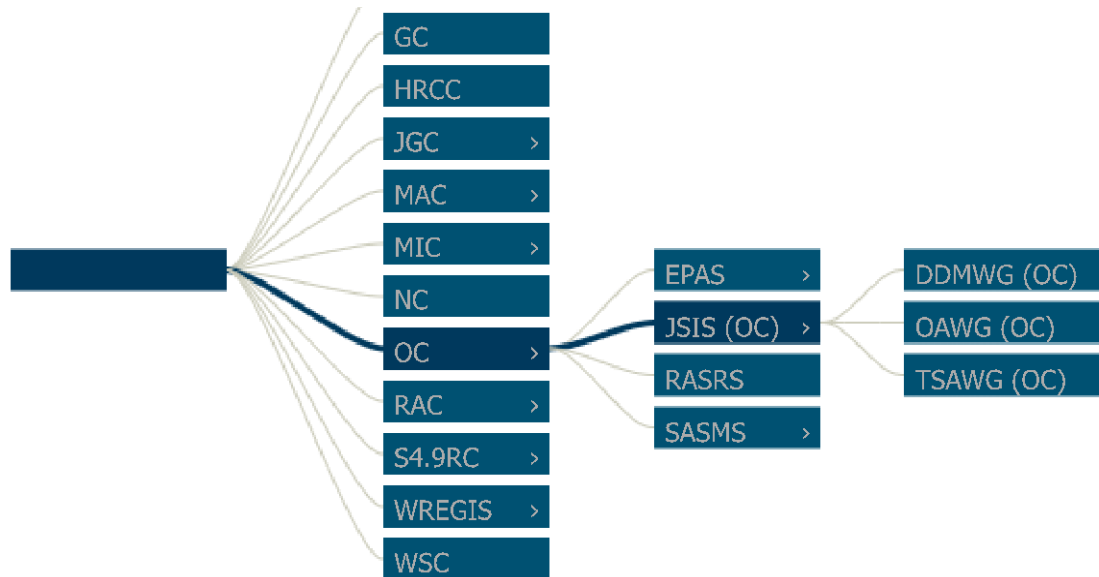 GC
HRCC
JGC ›
MAC ›
MIC ›
NC
OC ›
RAC ›
S4.9RC ›
WREGIS ›
WSC
EPAS ›
JSIS (OC) ›
RASRS
SASMS ›
DDMWG (OC)
OAWG (OC)
TSAWG (OC)